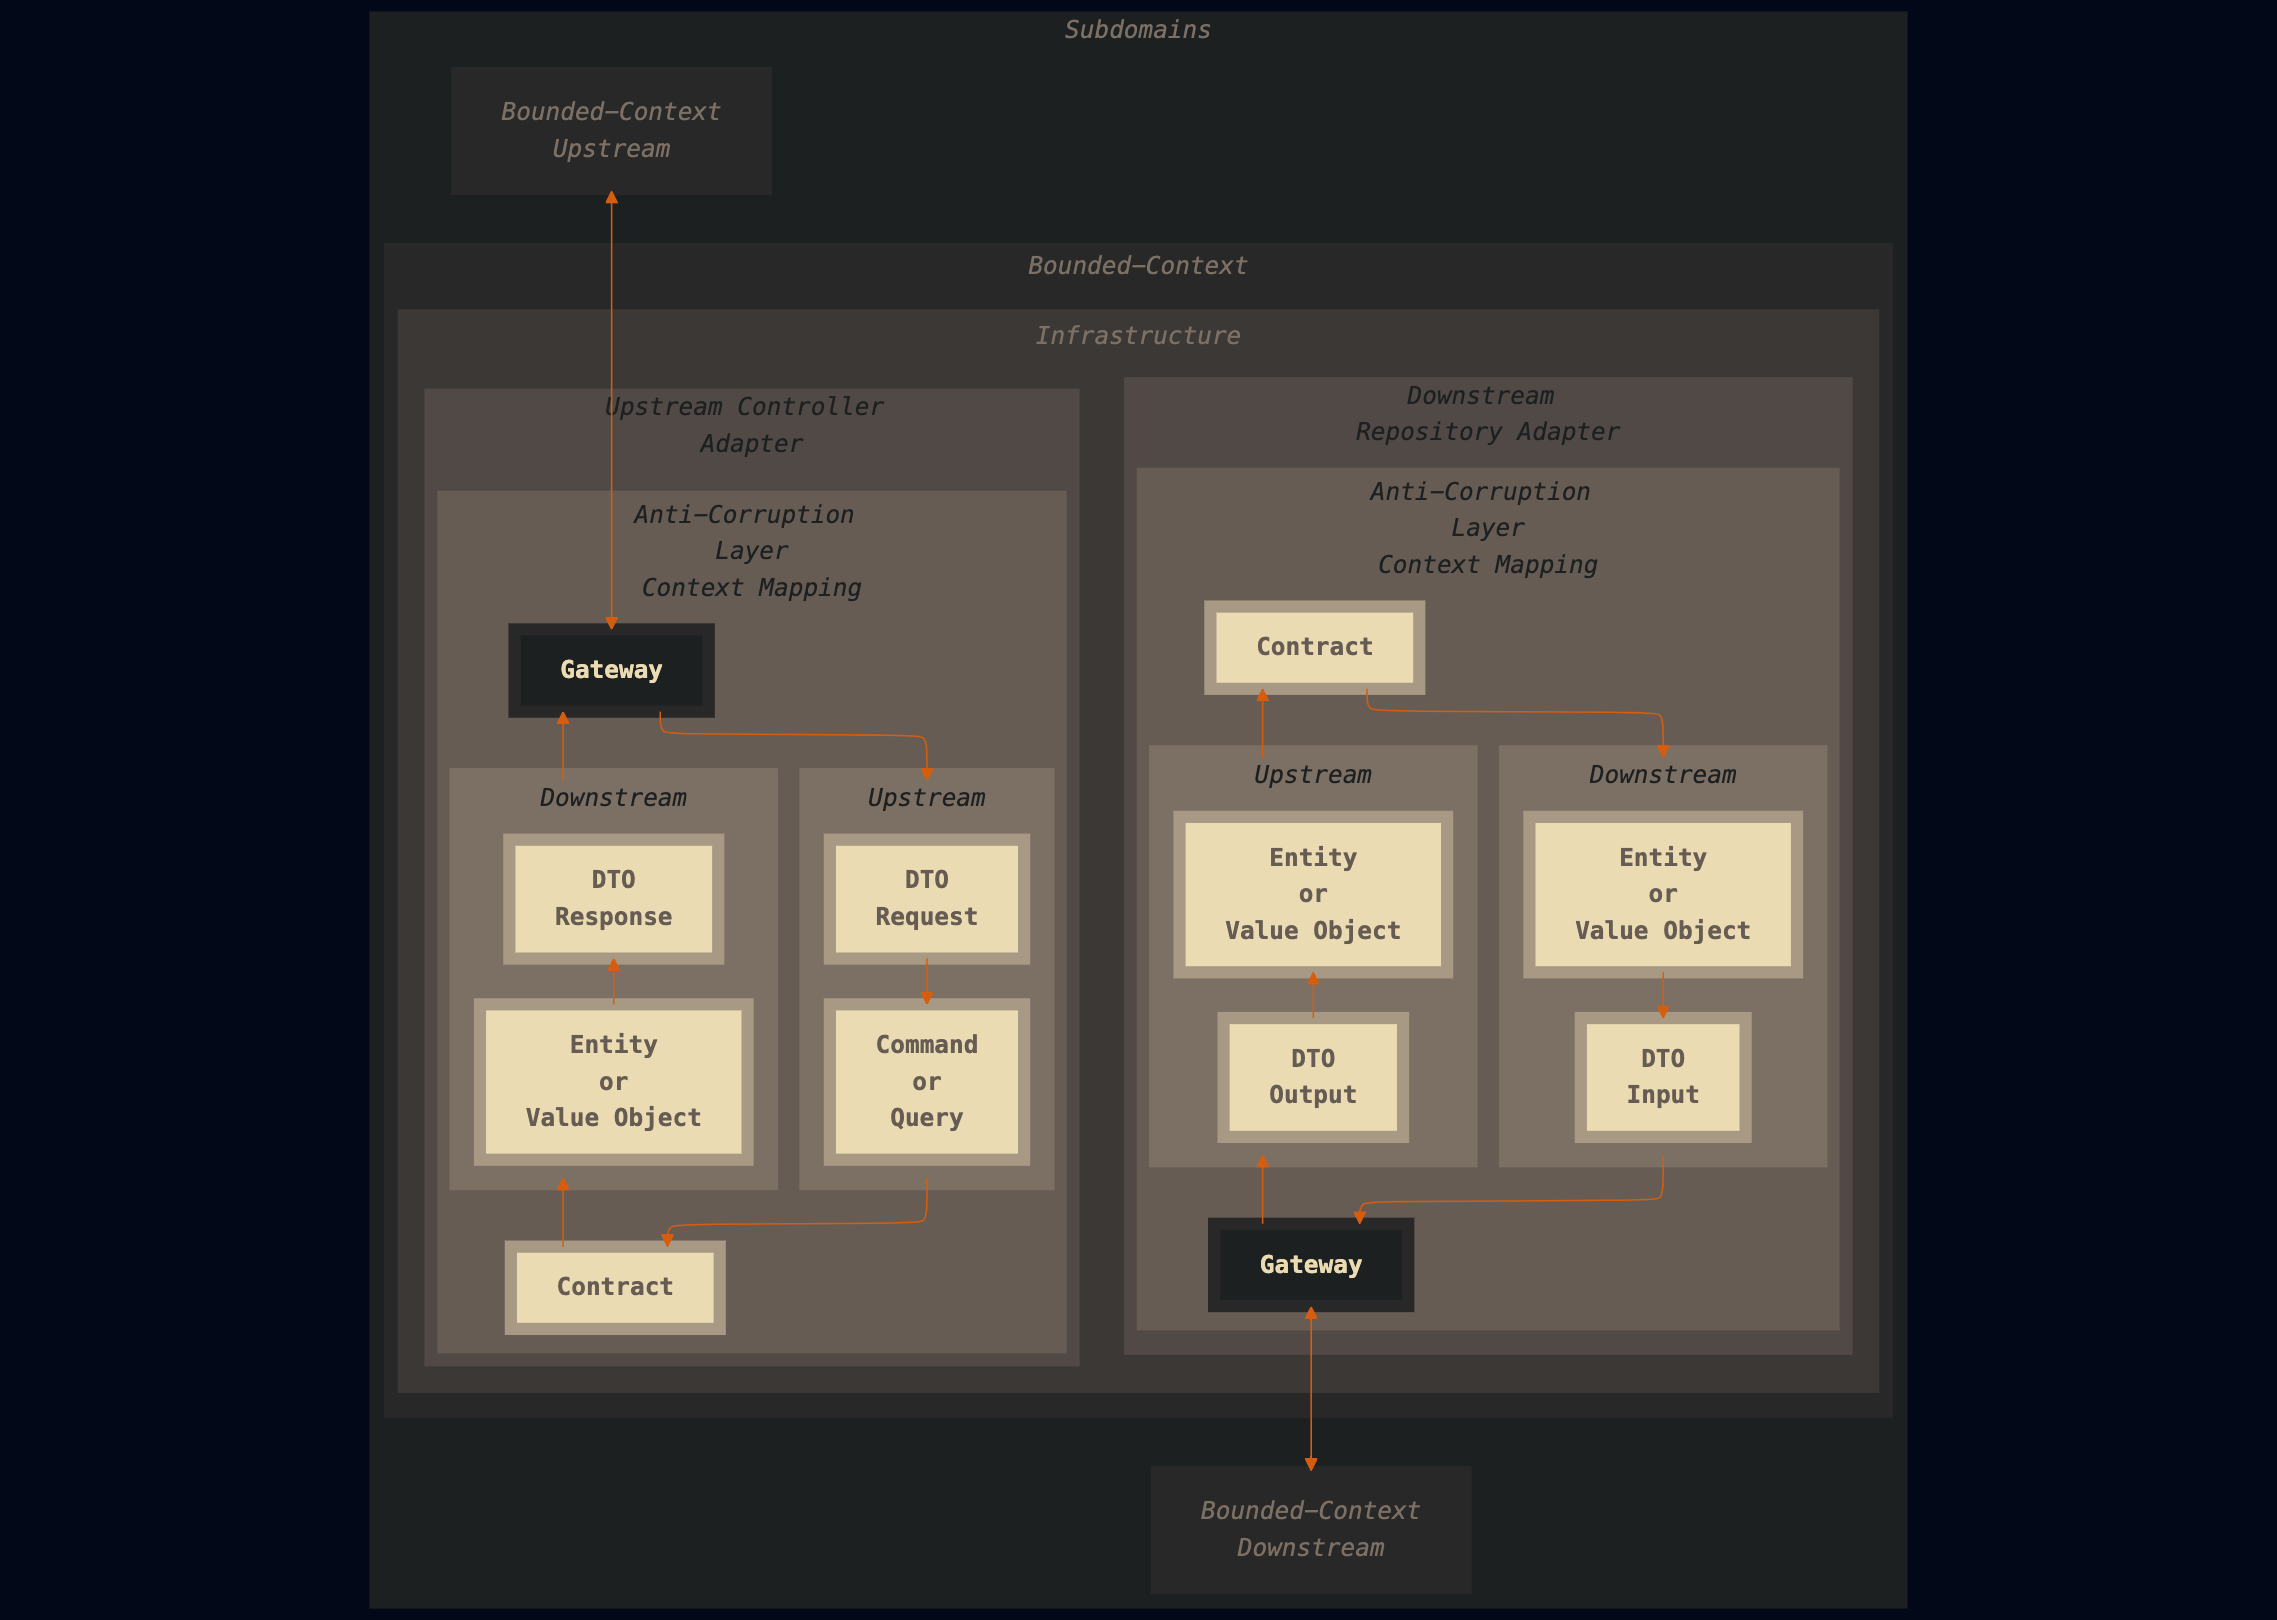 Subdomains
Bounded-Context
Upstream
Bounded-Context
Infrastructure
Upstream Controller
Adapter
Anti-Corruption
Layer
Context Mapping
Gateway
Downstream
DTO
Response
Entity
or
Value Object
Upstream
DTO
Request
Command
or
Query
Contract
Downstream
Repository Adapter
Anti-Corruption
Layer
Context Mapping
Contract
Upstream
Entity
or
Value Object
DTO
Output
Downstream
Entity
or
Value Object
DTO
Input
Gateway
Bounded-Context
Downstream